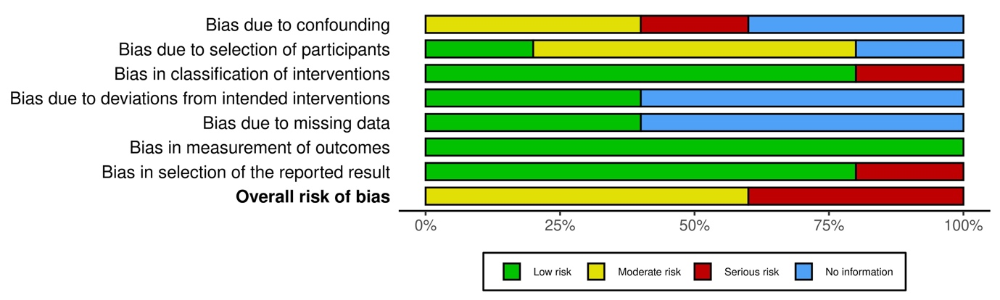 Bias due to confounding
Bias due to selection of participants
Bias in classification of interventions
Bias due to deviations from intended interventions
Bias due to missing data
Bias in measurement of outcomes
Bias in selection of the reported result
Overall risk of bias
0% 25% 50% 75% 100%
Low risk Moderate risk Serious risk No information